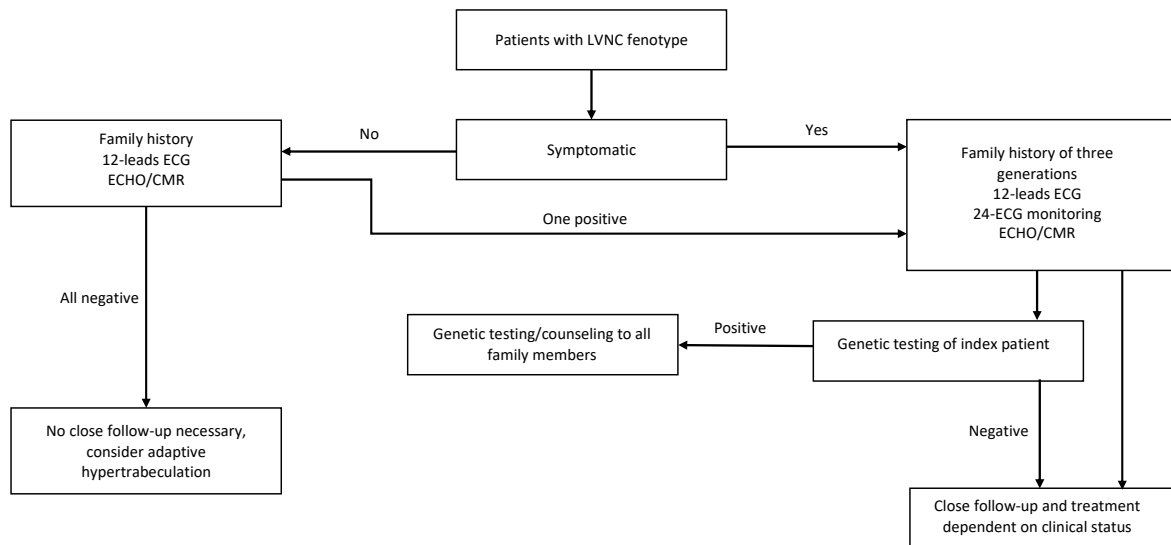 Patients with LVNC fenotype
No
Yes
Family history
12-leads ECG
ECHO/CMR
Symptomatic
Family history of three
generations
12-leads ECG
24-ECG monitoring
ECHO/CMR
One positive
All negative
Genetic testing/counseling to all
family members
Positive
Genetic testing of index patient
No close follow-up necessary,
consider adaptive
hypertrabeculation
Negative
Close follow-up and treatment
dependent on clinical status